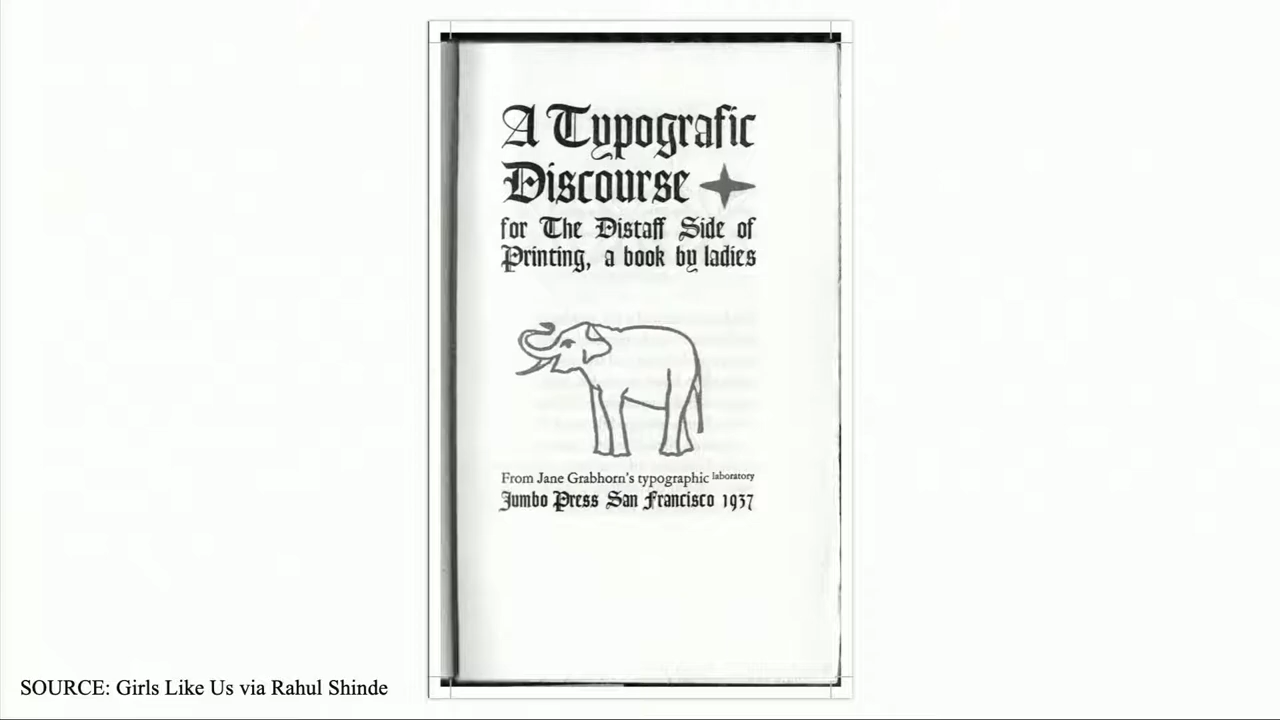 A Typografic
Discourse
for The Distaff Side of
Printing, a book by ladies
From Jane Grabhorn's typographic laboratory
Jumbo Press San Francisco 1937
SOURCE: Girls Like Us via Rahul Shinde